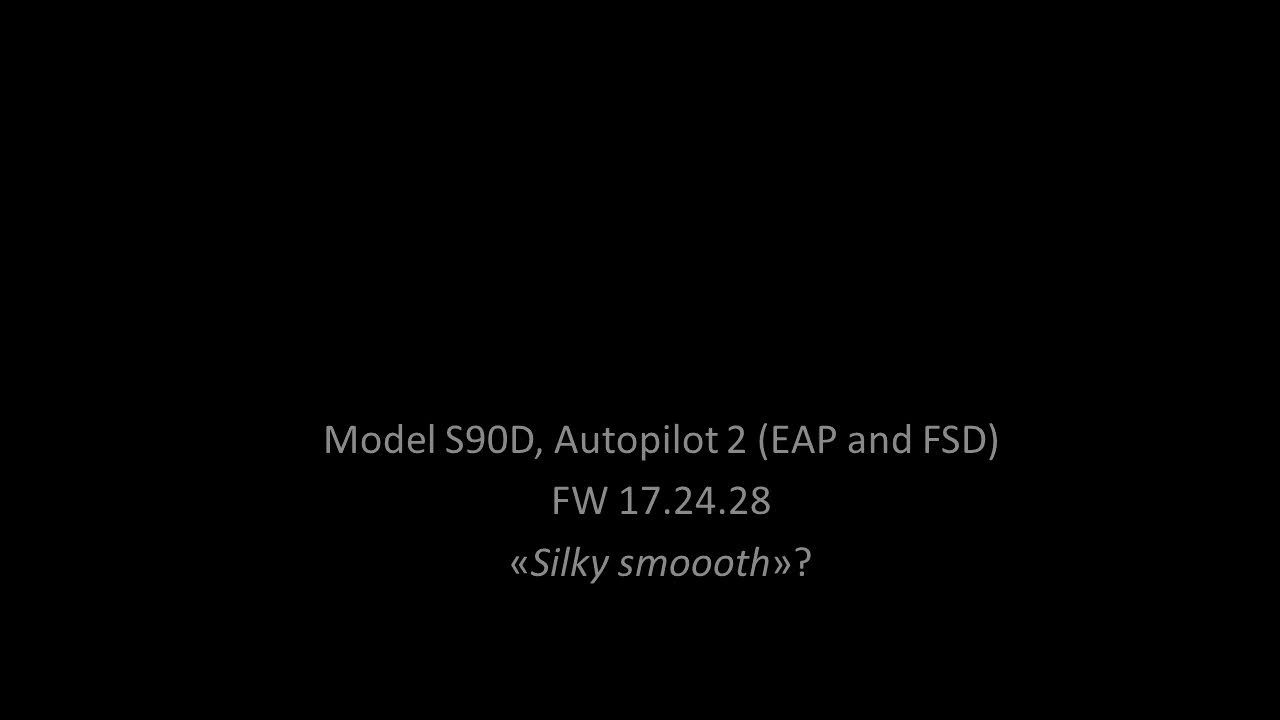 Model S90D, Autopilot 2 (EAP and FSD)
FW 17.24.28
«Silky smoooth»?